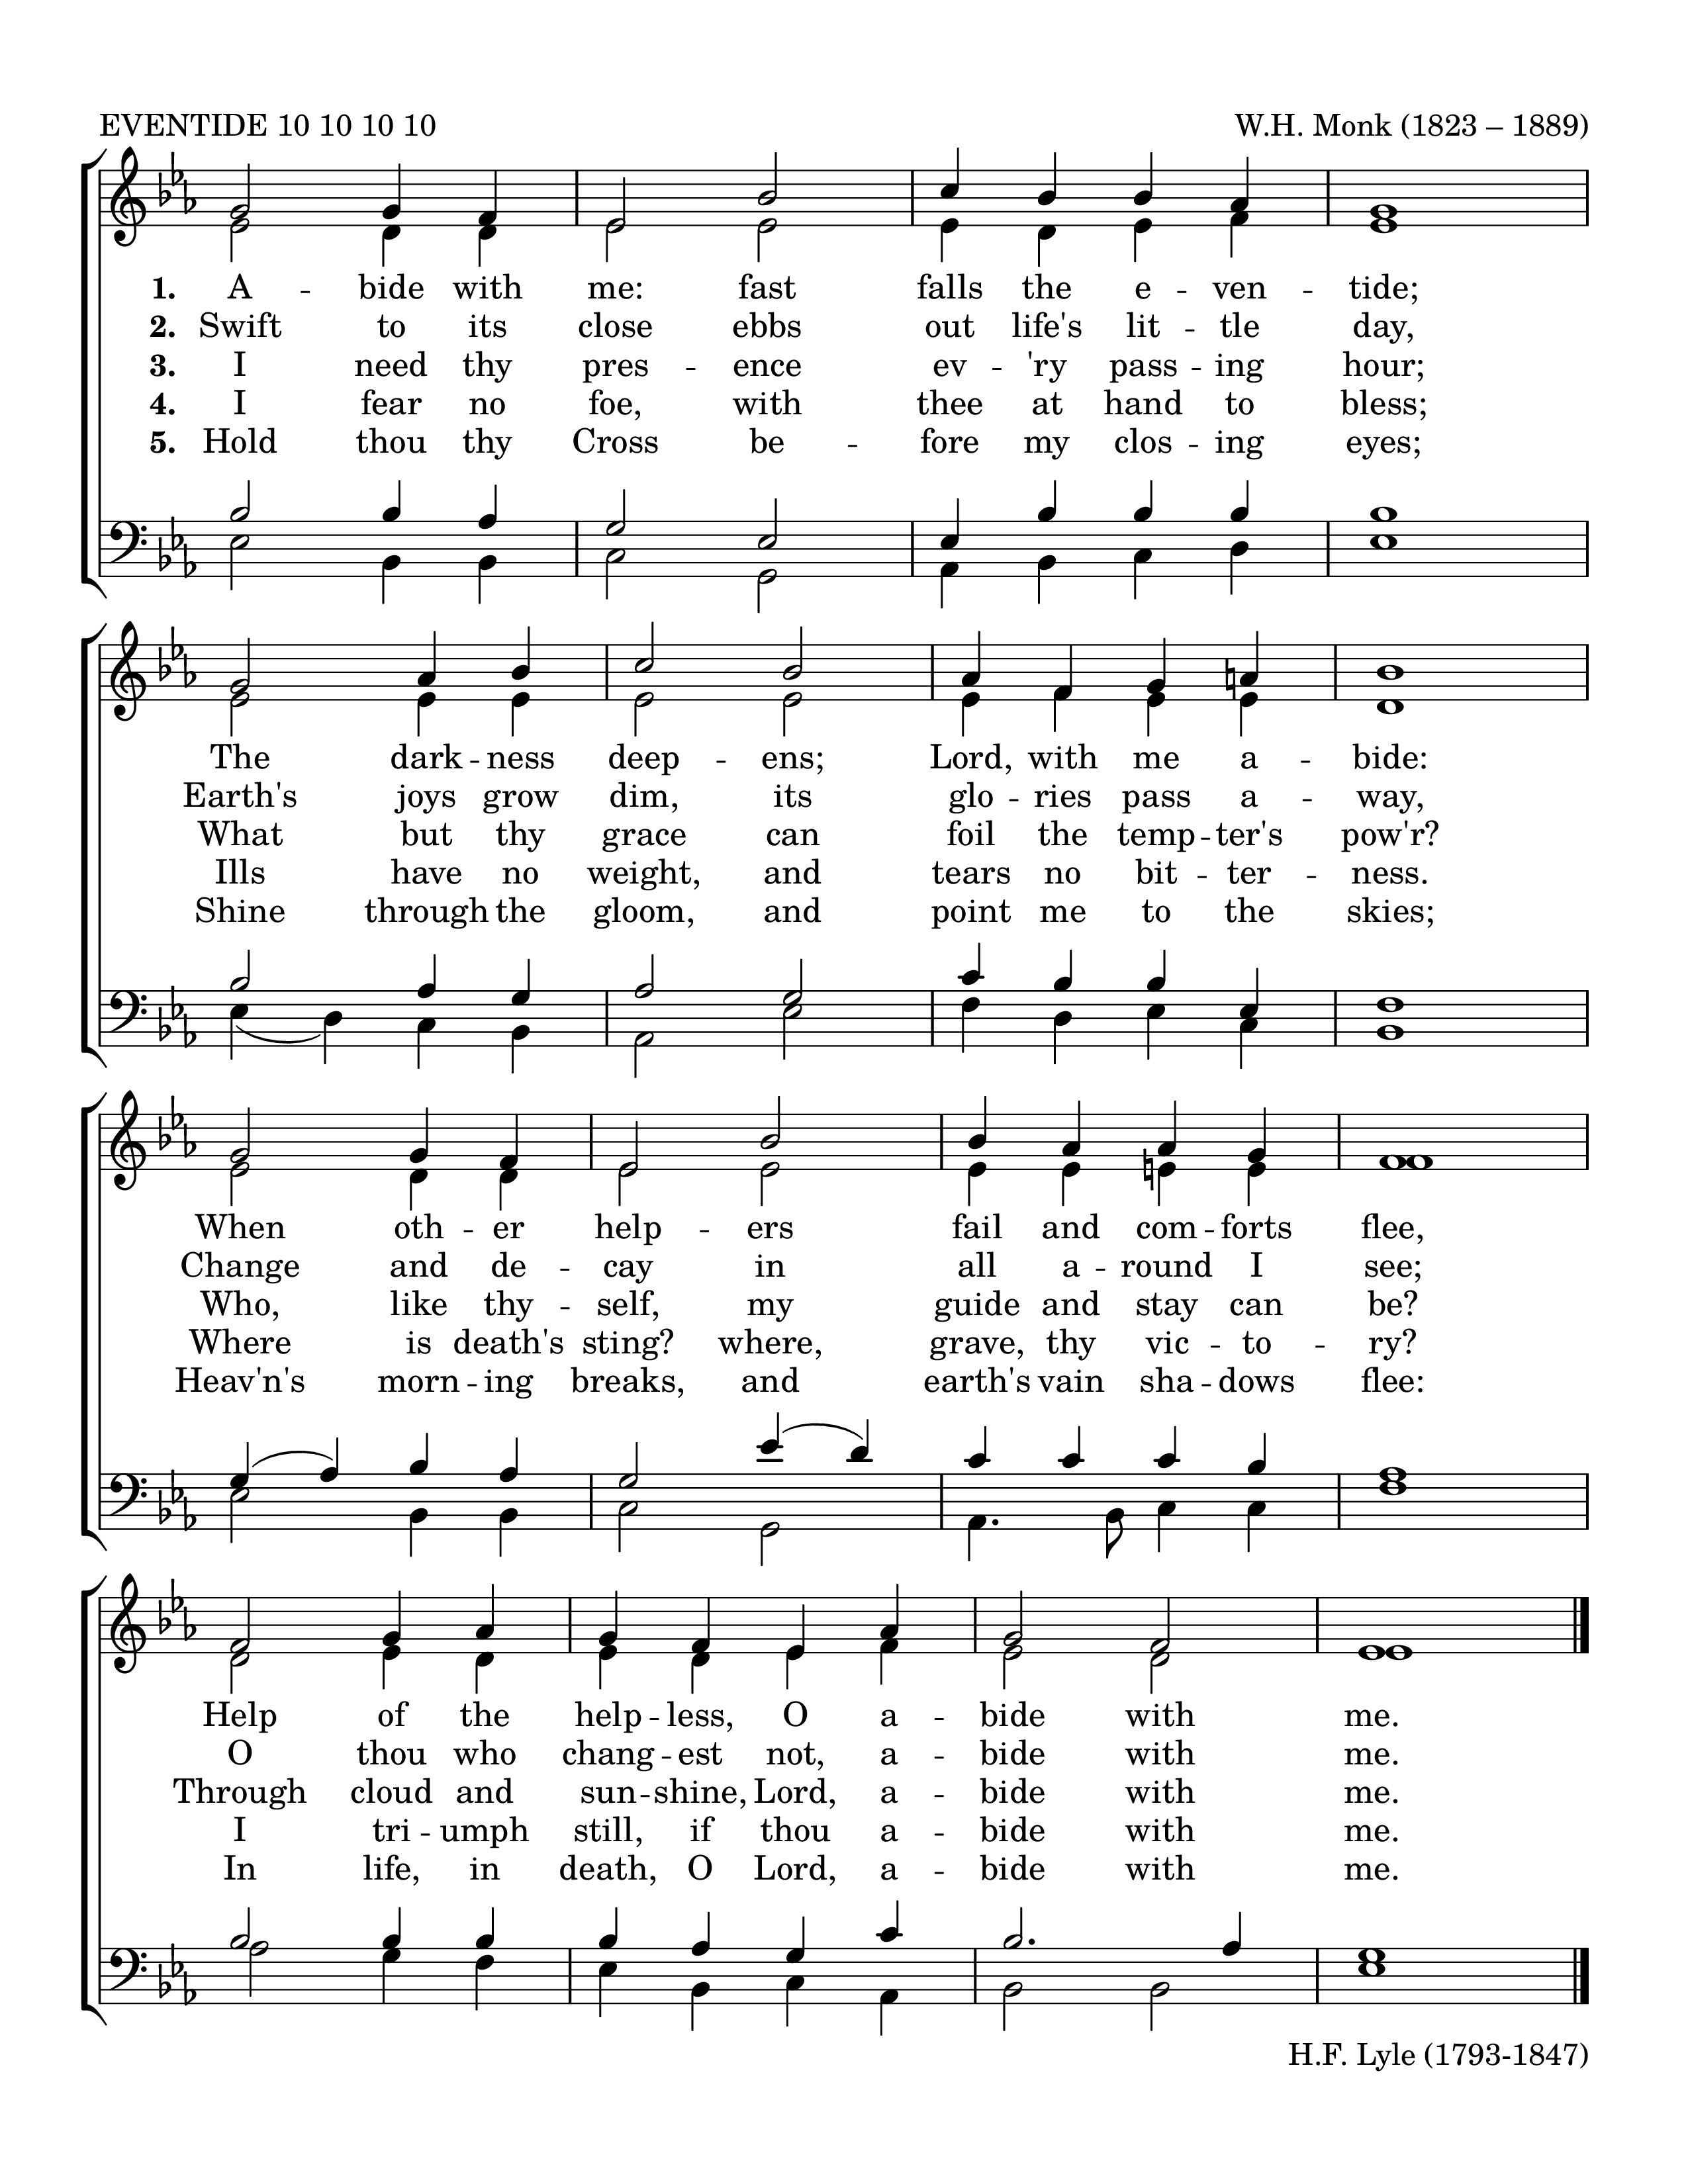 EVENTIDE 10 10 10 10
W.H. Monk (1823 – 1889)
1. A - bide with me: fast falls the e - ven - tide;
2. Swift to its close ebbs out life's lit - tle day,
3. I need thy pres - ence ev - 'ry pass - ing hour;
4. I fear no foe, with thee at hand to bless;
5. Hold thou thy Cross be - fore my clos - ing eyes;
The dark - ness deep - ens; Lord, with me a - bide:
Earth's joys grow dim, its glo - ries pass a - way,
What but thy grace can foil the temp - ter's pow'r?
Ills have no weight, and tears no bit - ter - ness.
Shine through the gloom, and point me to the skies;
When oth - er help - ers fail and com - forts flee,
Change and de - cay in all a - round I see;
Who, like thy - self, my guide and stay can be?
Where is death's sting? where, grave, thy vic - to - ry?
Heav'n's morn - ing breaks, and earth's vain sha - dows flee:
Help of the help - less, O a - bide with me.
O thou who chang - est not, a - bide with me.
Through cloud and sun - shine, Lord, a - bide with me.
I tri - umph still, if thou a - bide with me.
In life, in death, O Lord, a - bide with me.
H.F. Lyle (1793-1847)